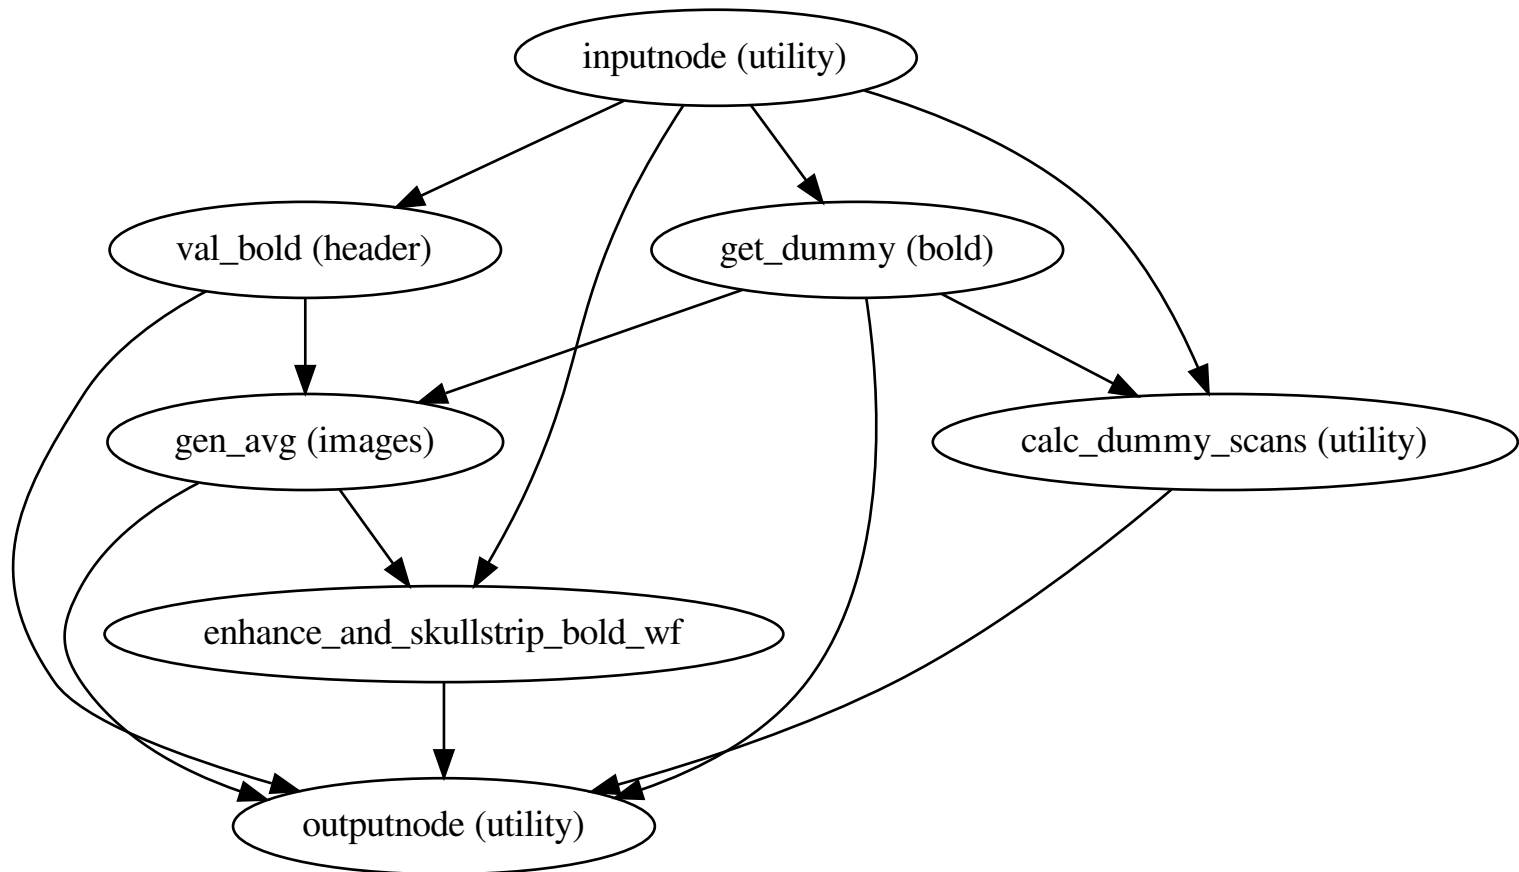 inputnode (utility)
val_bold (header)
get_dummy (bold)
gen_avg (images)
calc_dummy_scans (utility)
enhance_and_skullstrip_bold_wf
outputnode (utility)